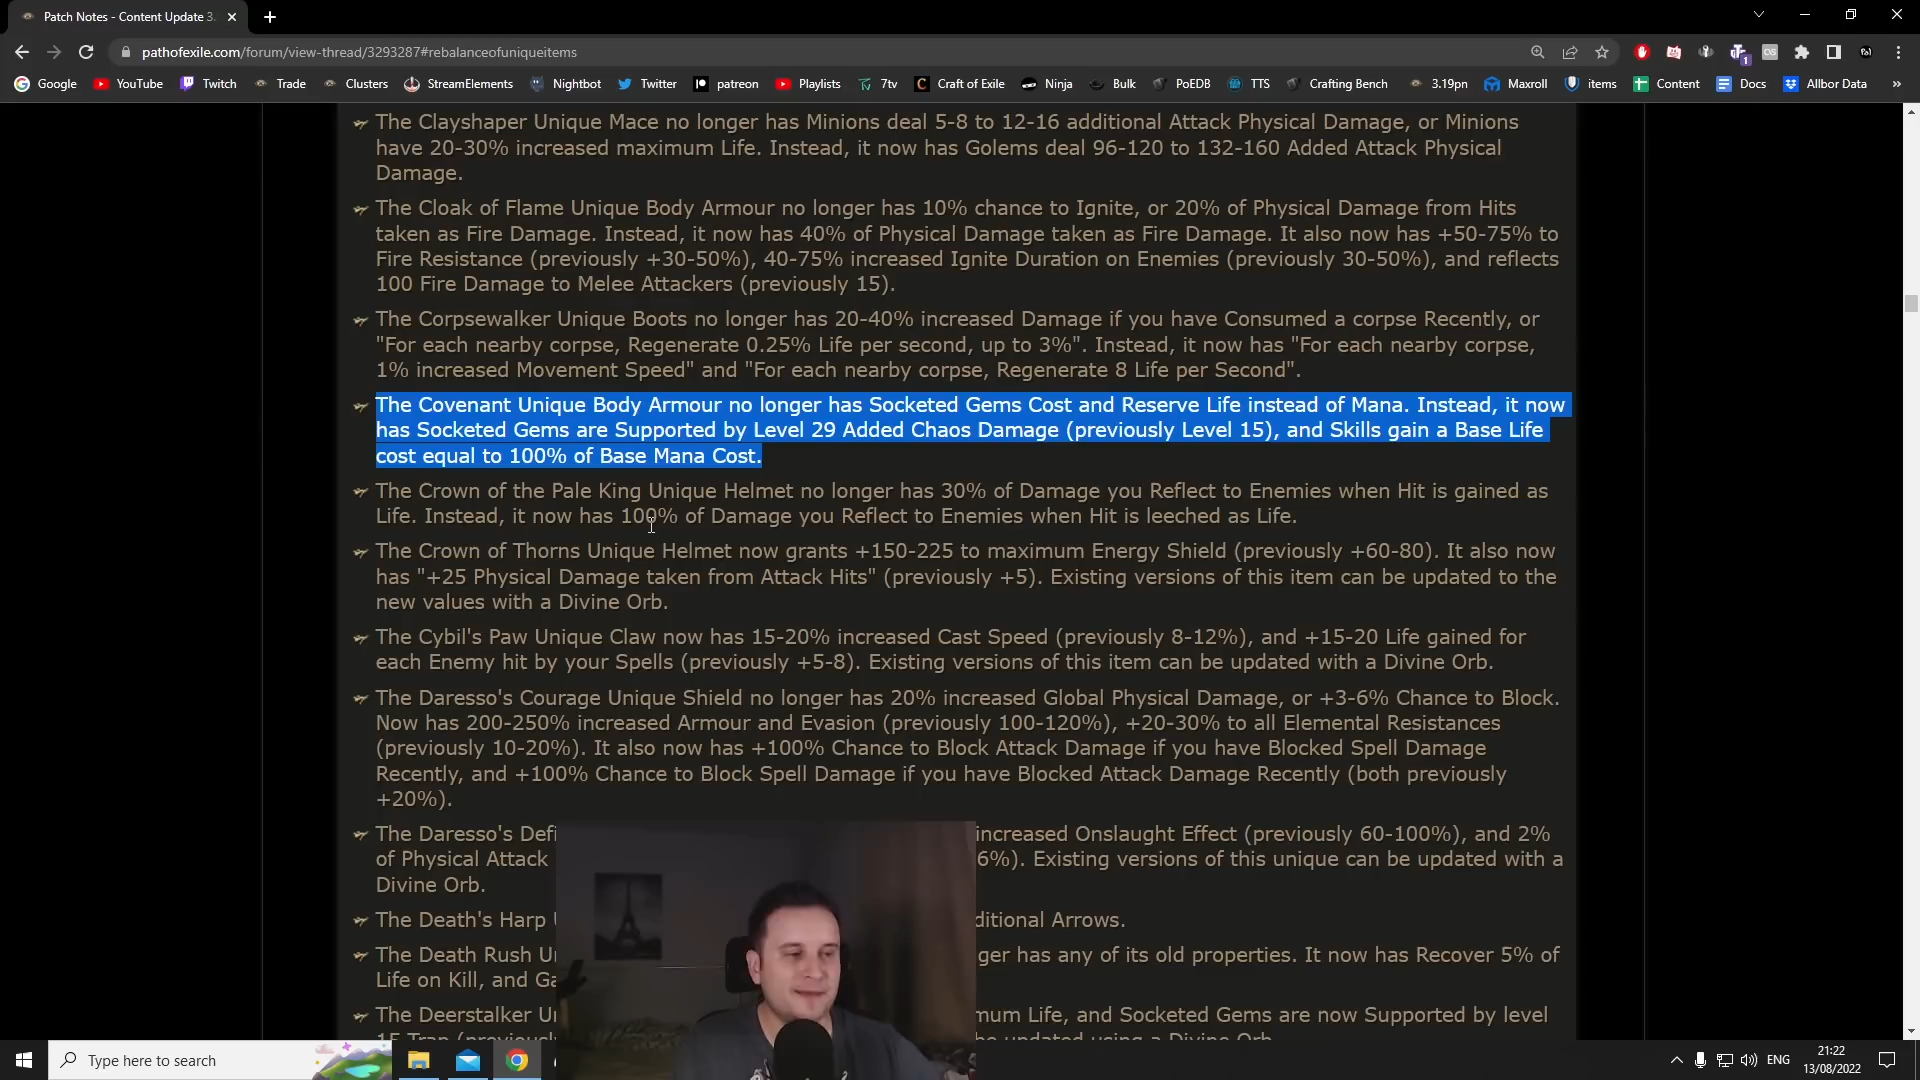 Patch Notes - Content Update 3.
pathofexile.com/forum/view-thread/3293287#rebalanceofuniqueitems
Google YouTube Twitch Trade Clusters StreamElements Nightbot Twitter patreon Playlists 7tv Craft of Exile Ninja Bulk PoEDB TTS Crafting Bench 3.19pn Maxroll items Content Docs Allbor Data »
The Clayshaper Unique Mace no longer has Minions deal 5-8 to 12-16 additional Attack Physical Damage, or Minions
have 20-30% increased maximum Life. Instead, it now has Golems deal 96-120 to 132-160 Added Attack Physical
Damage.
The Cloak of Flame Unique Body Armour no longer has 10% chance to Ignite, or 20% of Physical Damage from Hits
taken as Fire Damage. Instead, it now has 40% of Physical Damage taken as Fire Damage. It also now has +50-75% to
Fire Resistance (previously +30-50%), 40-75% increased Ignite Duration on Enemies (previously 30-50%), and reflects
100 Fire Damage to Melee Attackers (previously 15).
The Corpsewalker Unique Boots no longer has 20-40% increased Damage if you have Consumed a corpse Recently, or
"For each nearby corpse, Regenerate 0.25% Life per second, up to 3%". Instead, it now has "For each nearby corpse,
1% increased Movement Speed" and "For each nearby corpse, Regenerate 8 Life per Second".
The Covenant Unique Body Armour no longer has Socketed Gems Cost and Reserve Life instead of Mana. Instead, it now
has Socketed Gems are Supported by Level 29 Added Chaos Damage (previously Level 15), and Skills gain a Base Life
cost equal to 100% of Base Mana Cost.
The Crown of the Pale King Unique Helmet no longer has 30% of Damage you Reflect to Enemies when Hit is gained as
Life. Instead, it now has 100% of Damage you Reflect to Enemies when Hit is leeched as Life.
The Crown of Thorns Unique Helmet now grants +150-225 to maximum Energy Shield (previously +60-80). It also now
has "+25 Physical Damage taken from Attack Hits" (previously +5). Existing versions of this item can be updated to the
new values with a Divine Orb.
The Cybil's Paw Unique Claw now has 15-20% increased Cast Speed (previously 8-12%), and +15-20 Life gained for
each Enemy hit by your Spells (previously +5-8). Existing versions of this item can be updated with a Divine Orb.
The Daresso's Courage Unique Shield no longer has 20% increased Global Physical Damage, or +3-6% Chance to Block.
Now has 200-250% increased Armour and Evasion (previously 100-120%), +20-30% to all Elemental Resistances
(previously 10-20%). It also now has +100% Chance to Block Attack Damage if you have Blocked Spell Damage
Recently, and +100% Chance to Block Spell Damage if you have Blocked Attack Damage Recently (both previously
+20%).
The Daresso's Defi increased Onslaught Effect (previously 60-100%), and 2%
of Physical Attack 6%). Existing versions of this unique can be updated with a
Divine Orb.
The Death's Harp U ditional Arrows.
The Death Rush Un ger has any of its old properties. It now has Recover 5% of
Life on Kill, and Ga
The Deerstalker Un mum Life, and Socketed Gems are now Supported by level
15 Trap (previous be updated using a Divine Orb
Type here to search
ENG
21:22
13/08/2022